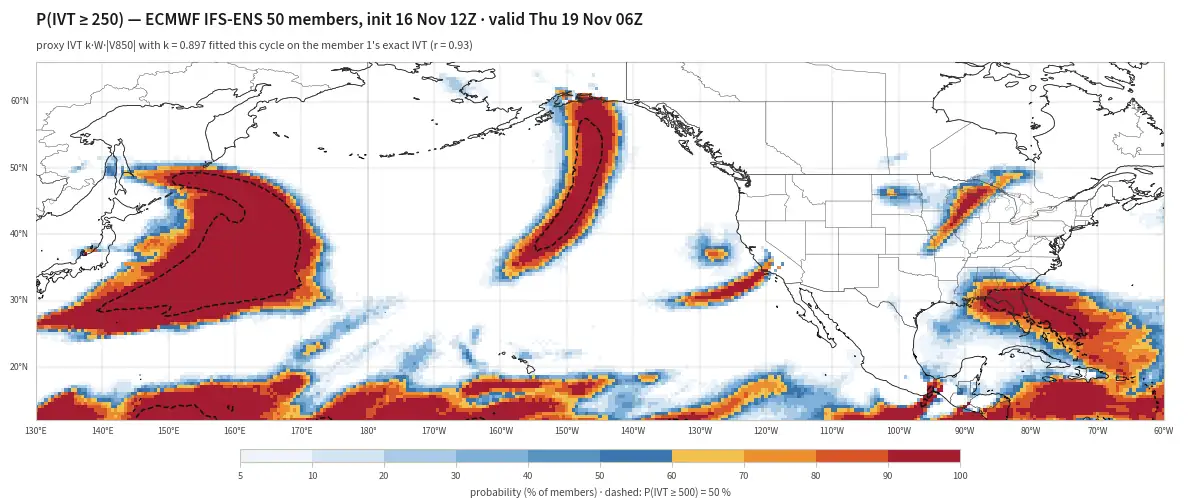 P(IVT ≥ 250) — ECMWF IFS-ENS 50 members, init 16 Nov 12Z · valid Thu 19 Nov 06Z
proxy IVT k·W·|V850| with k = 0.897 fitted this cycle on the member 1's exact IVT (r = 0.93)
60°N
50°N
40°N
30°N
20°N
130°E 140°E 150°E 160°E 170°E 180° 170°W 160°W 150°W 140°W 130°W 120°W 110°W 100°W 90°W 80°W 70°W 60°W
5 10 20 30 40 50 60 70 80 90 100
probability (% of members) · dashed: P(IVT ≥ 500) = 50 %